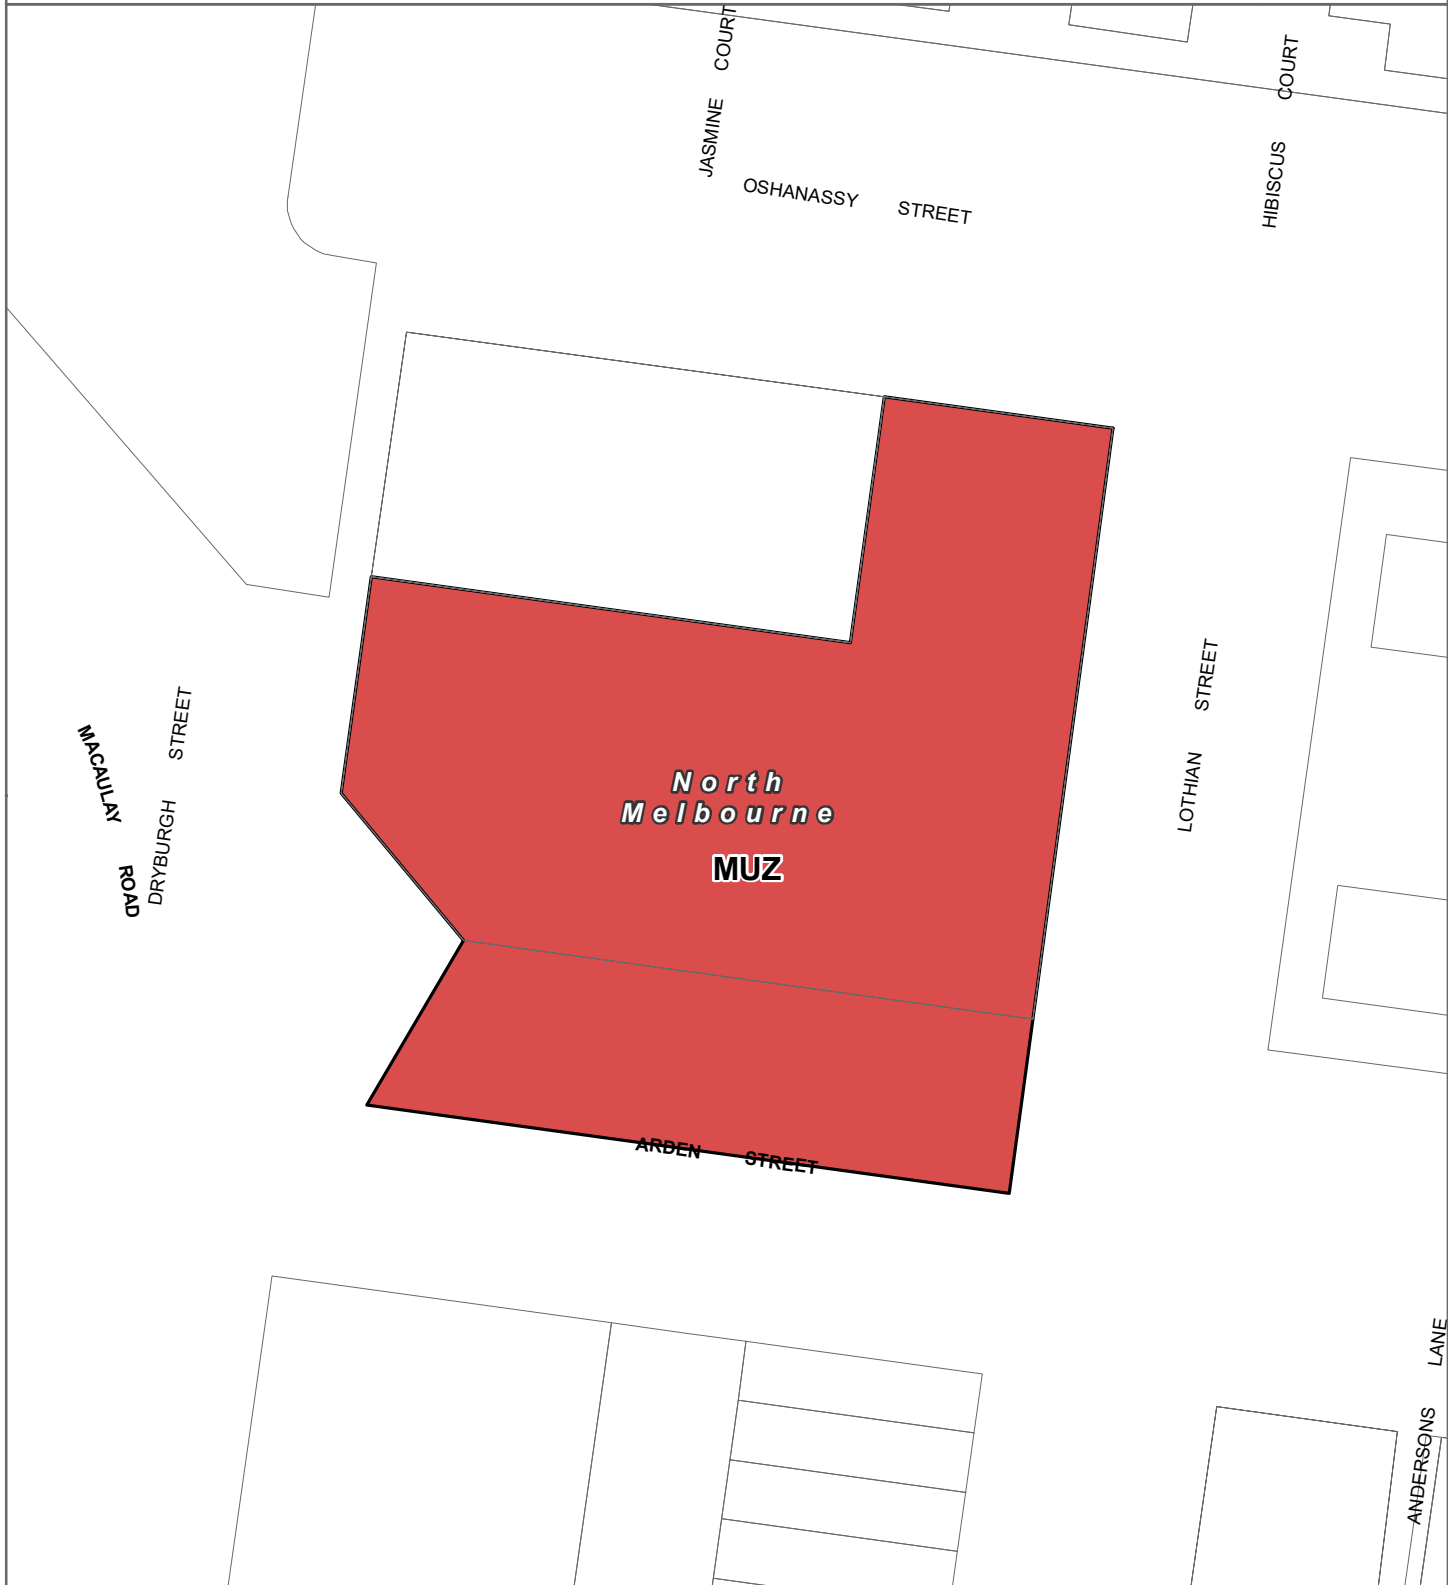 JASMINE COURT
HIBISCUS COURT
OSHANASSY STREET
LOTHIAN STREET
DRYBURGH STREET
MACAULAY ROAD
North
Melbourne
MUZ
ARDEN STREET
ANDERSONS LANE